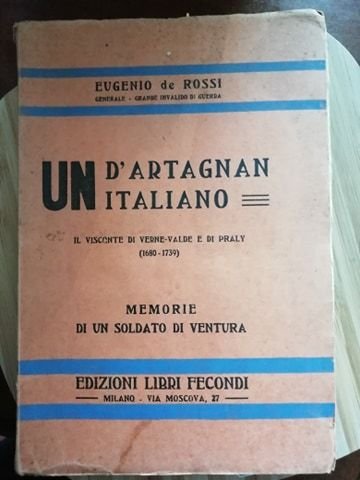 EUGENIO de ROSSI
GENERALE - GRANDE INVALIDO DI GUERRA
UN D'ARTAGNAN
ITALIANO
IL VISCONTE DI VERNE-VALDE E DI PRALY
(1680-1739)
MEMORIE
DI UN SOLDATO DI VENTURA
EDIZIONI LIBRI FECONDI
MILANO - VIA MOSCOVA, 27